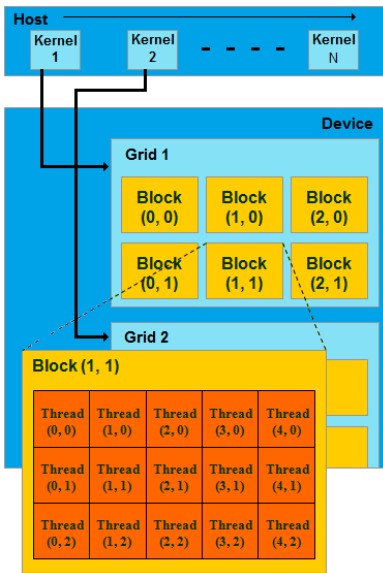 Host
Kernel
1
Kernel
2
Kernel
N
Device
Grid 1
Block
(0, 0)
Block
(1, 0)
Block
(2, 0)
Block
(0, 1)
Block
(1, 1)
Block
(2, 1)
Grid 2
Block (1, 1)
Thread
(0, 0)
Thread
(1, 0)
Thread
(2, 0)
Thread
(3, 0)
Thread
(4, 0)
Thread
(0, 1)
Thread
(1, 1)
Thread
(2, 1)
Thread
(3, 1)
Thread
(4, 1)
Thread
(0, 2)
Thread
(1, 2)
Thread
(2, 2)
Thread
(3, 2)
Thread
(4, 2)